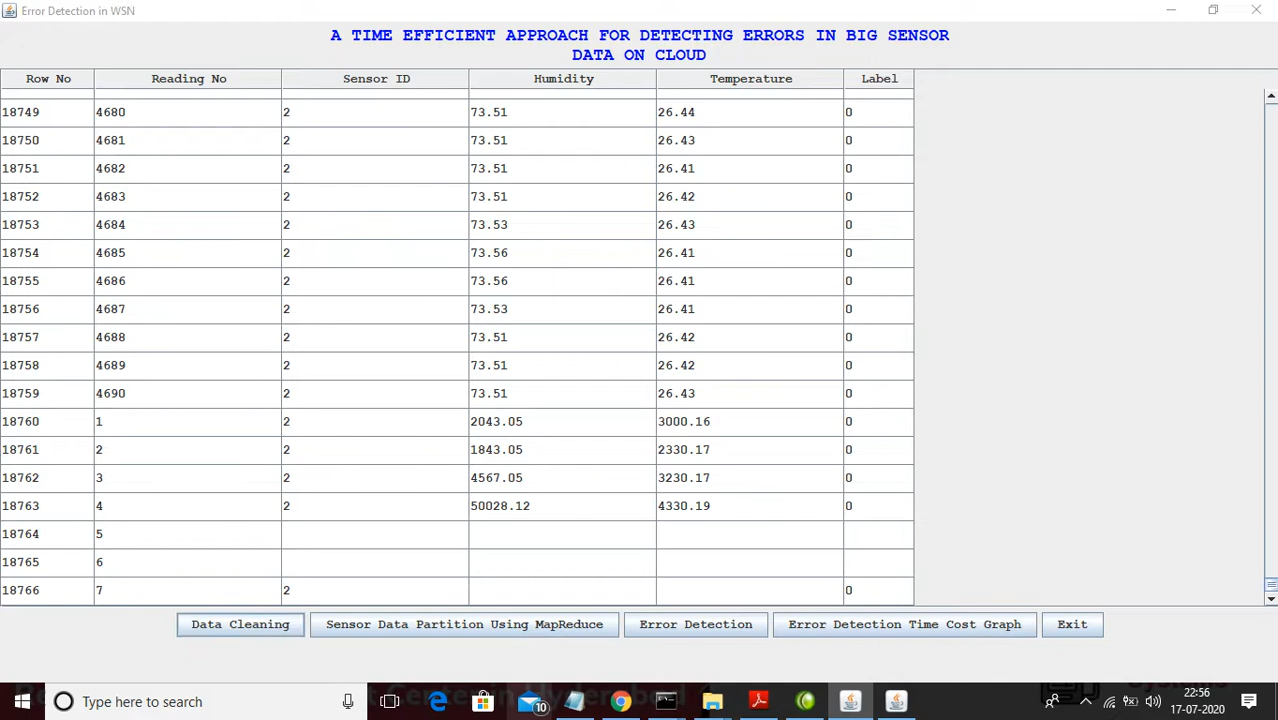 Error Detection in WSN
A TIME EFFICIENT APPROACH FOR DETECTING ERRORS IN BIG SENSOR
DATA ON CLOUD
Row No Reading No Sensor ID Humidity Temperature Label
18749 4680 2 73.51 26.44 0
18750 4681 2 73.51 26.43 0
18751 4682 2 73.51 26.41 0
18752 4683 2 73.51 26.42 0
18753 4684 2 73.53 26.43 0
18754 4685 2 73.56 26.41 0
18755 4686 2 73.56 26.41 0
18756 4687 2 73.53 26.41 0
18757 4688 2 73.51 26.42 0
18758 4689 2 73.51 26.42 0
18759 4690 2 73.51 26.43 0
18760 1 2 2043.05 3000.16 0
18761 2 2 1843.05 2330.17 0
18762 3 2 4567.05 3230.17 0
18763 4 2 50028.12 4330.19 0
18764 5
18765 6
18766 7 2 0
Data Cleaning Sensor Data Partition Using MapReduce Error Detection Error Detection Time Cost Graph Exit
Type here to search 10 22:56
17-07-2020